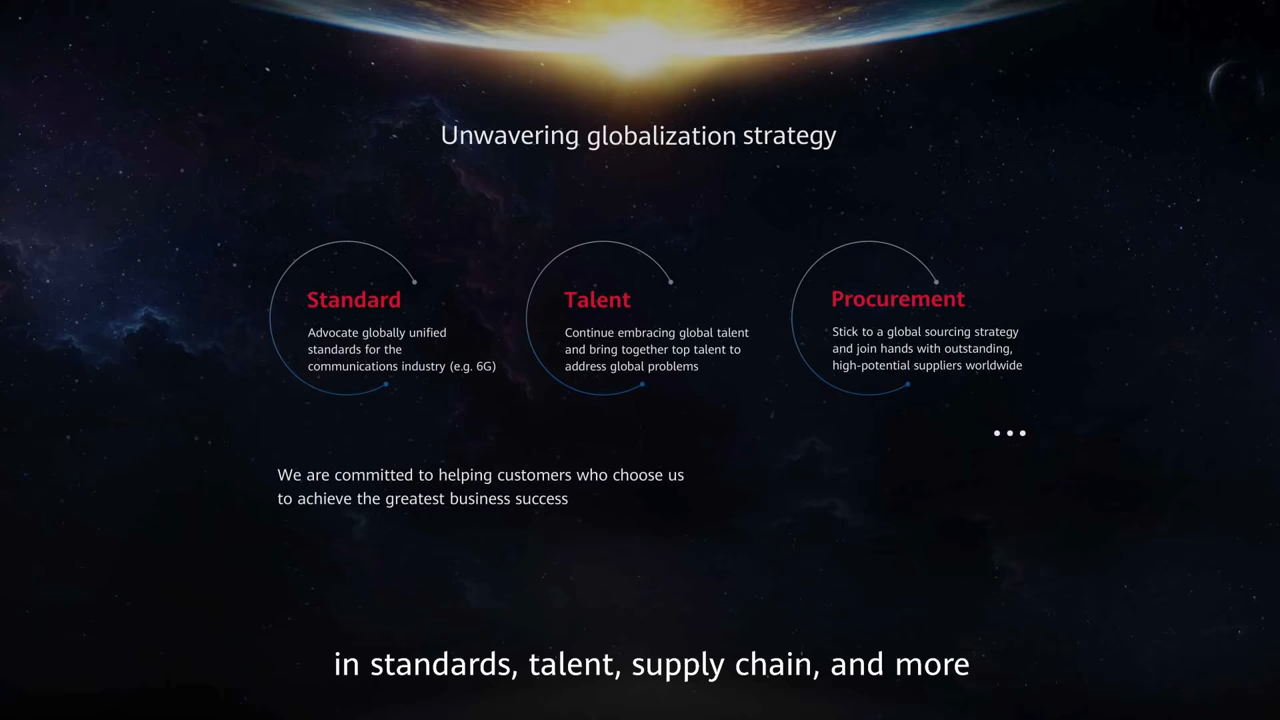 Unwavering globalization strategy
Standard
Advocate globally unified
standards for the
communications industry (e.g. 6G)
Talent
Continue embracing global talent
and bring together top talent to
address global problems
Procurement
Stick to a global sourcing strategy
and join hands with outstanding,
high-potential suppliers worldwide
...
We are committed to helping customers who choose us
to achieve the greatest business success
in standards, talent, supply chain, and more